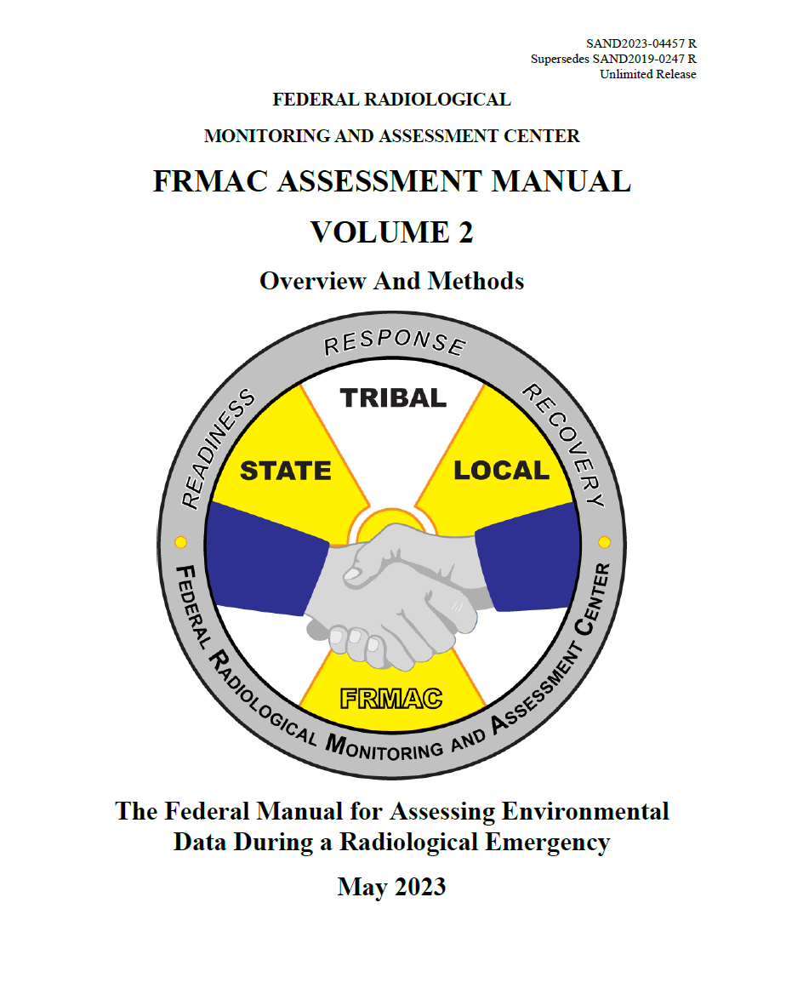 SAND2023-04457 R
Supersedes SAND2019-0247 R
Unlimited Release
FEDERAL RADIOLOGICAL
MONITORING AND ASSESSMENT CENTER
FRMAC ASSESSMENT MANUAL
VOLUME 2
Overview And Methods
READINESS
RESPONSE
RECOVERY
TRIBAL
STATE
LOCAL
FRMAC
FEDERAL RADIOLOGICAL MONITORING AND ASSESSMENT CENTER
The Federal Manual for Assessing Environmental
Data During a Radiological Emergency
May 2023